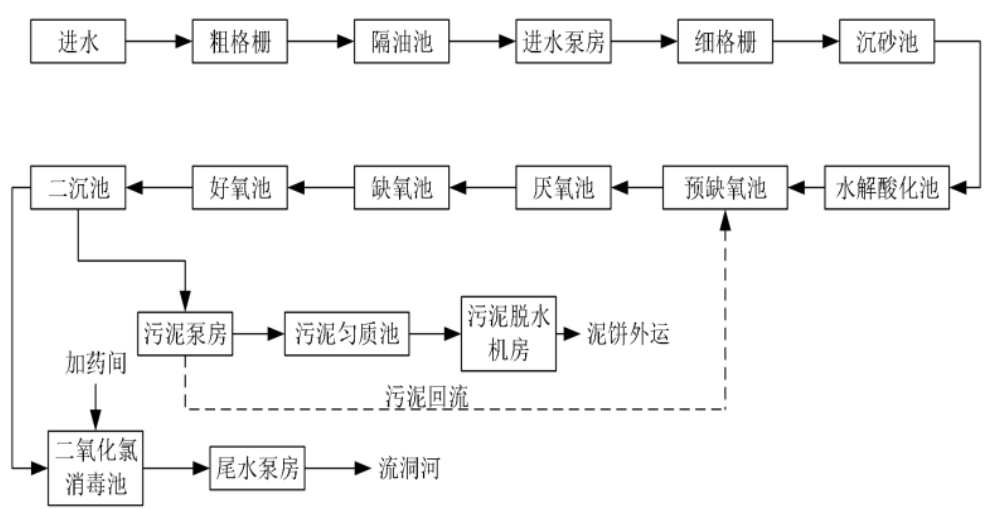 进水
粗格栅
隔油池
进水泵房
细格栅
沉砂池
二沉池
好氧池
缺氧池
厌氧池
预缺氧池
水解酸化池
污泥泵房
污泥匀质池
污泥脱水
机房
泥饼外运
加药间
污泥回流
二氧化氯
消毒池
尾水泵房
流洞河